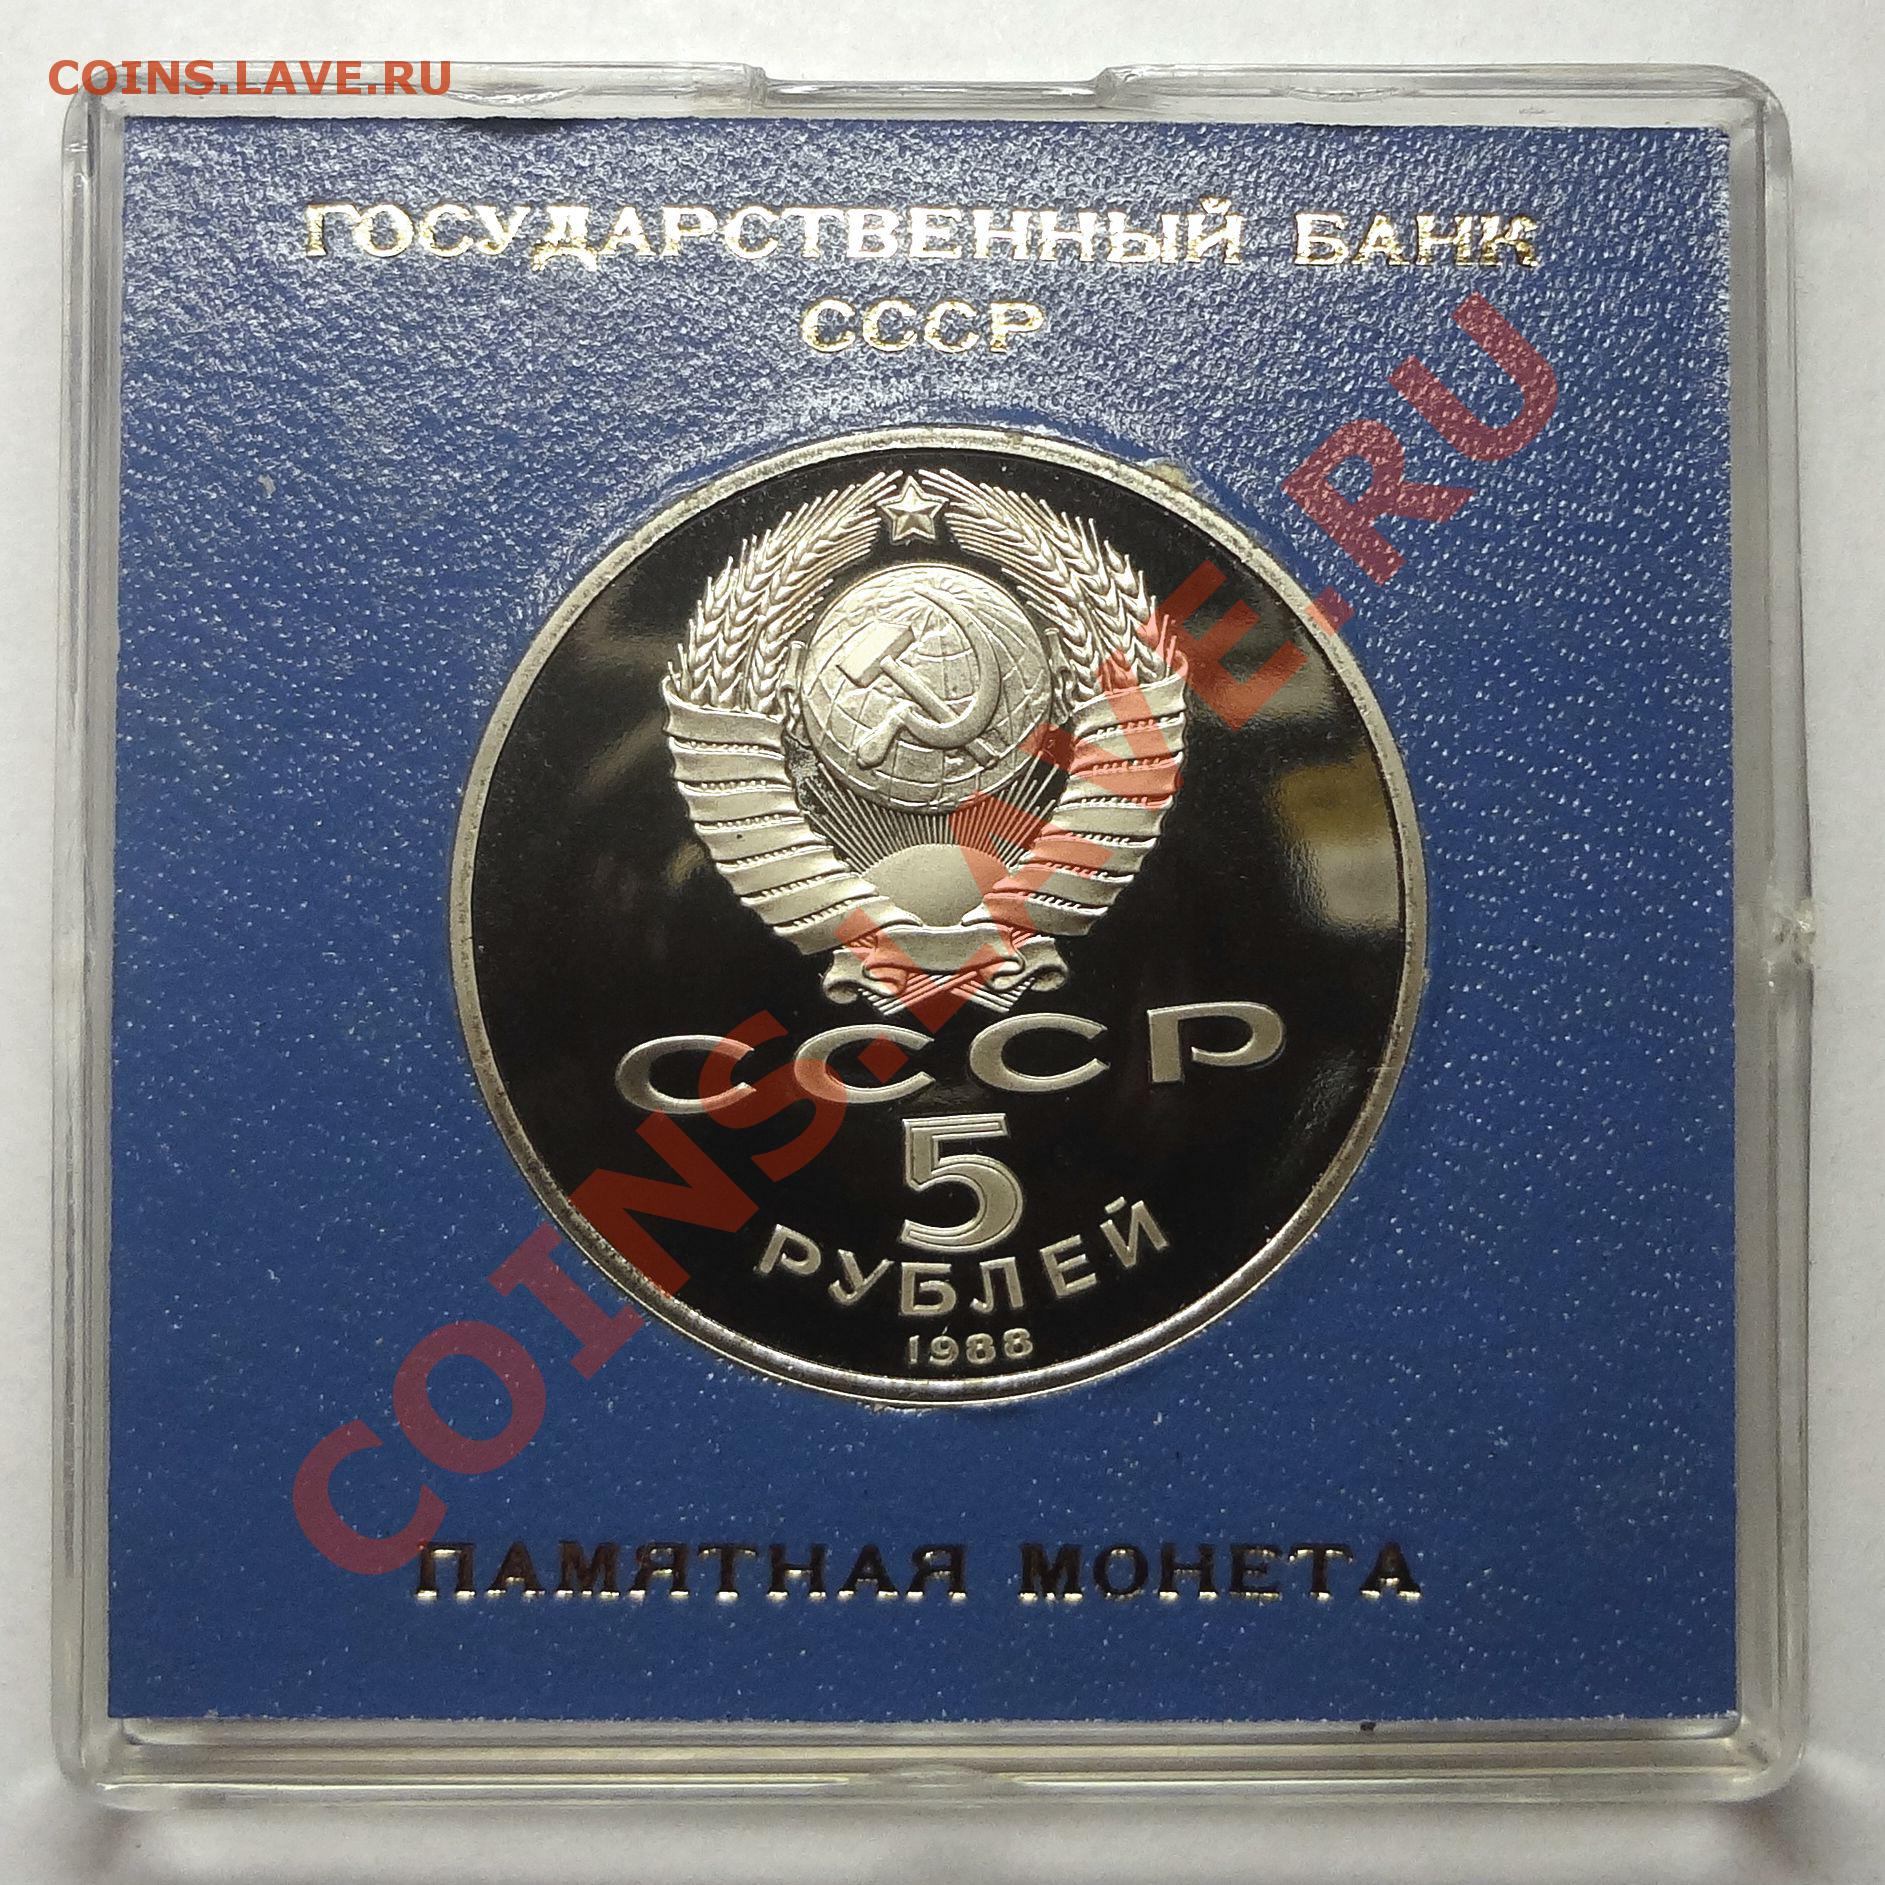 COINS.LAVE.RU
ГОСУДАРСТВЕННЫЙ БАНК
СССР
СССР
5
РУБЛЕЙ
1988
ПАМЯТНАЯ МОНЕТА
COINS.LAVE.RU